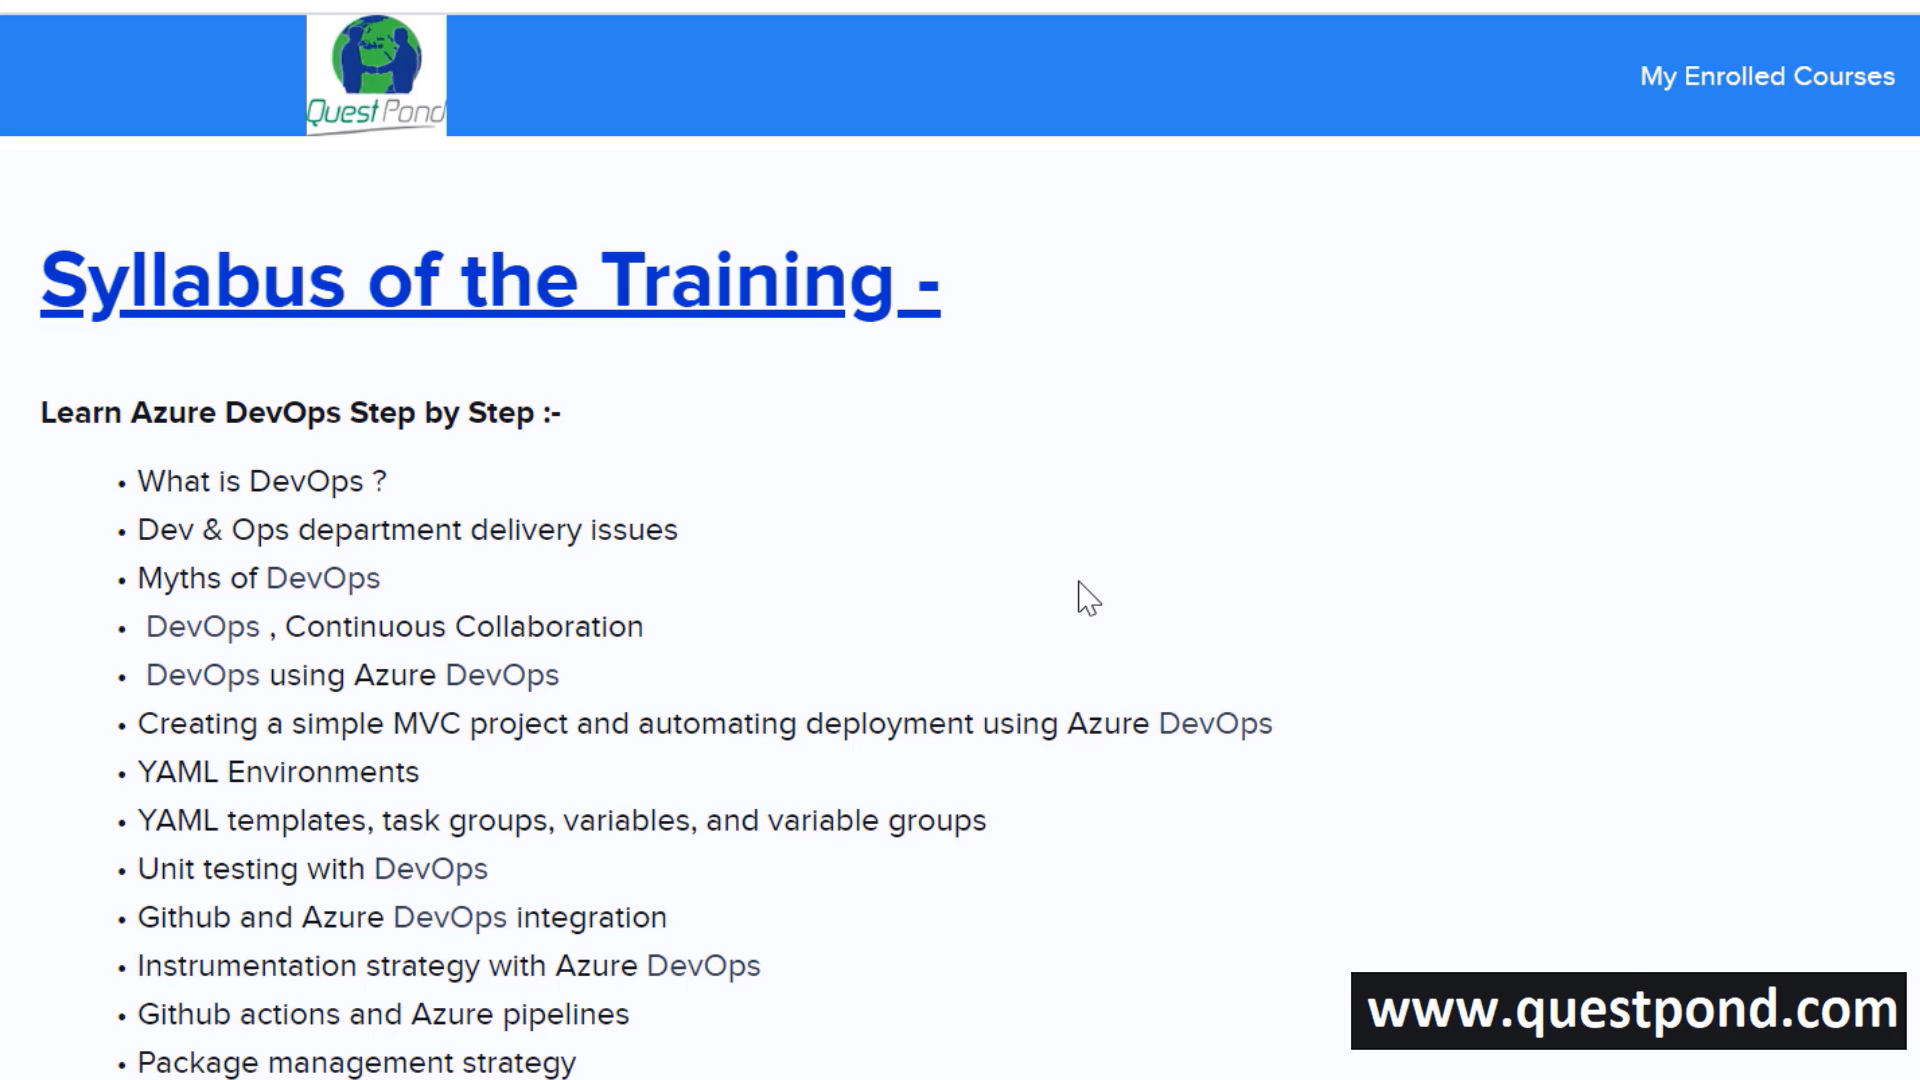 QuestPond
My Enrolled Courses
Syllabus of the Training -
Learn Azure DevOps Step by Step :-
• What is DevOps ?
• Dev & Ops department delivery issues
• Myths of DevOps
• DevOps , Continuous Collaboration
• DevOps using Azure DevOps
• Creating a simple MVC project and automating deployment using Azure DevOps
• YAML Environments
• YAML templates, task groups, variables, and variable groups
• Unit testing with DevOps
• Github and Azure DevOps integration
• Instrumentation strategy with Azure DevOps
• Github actions and Azure pipelines
• Package management strategy
www.questpond.com